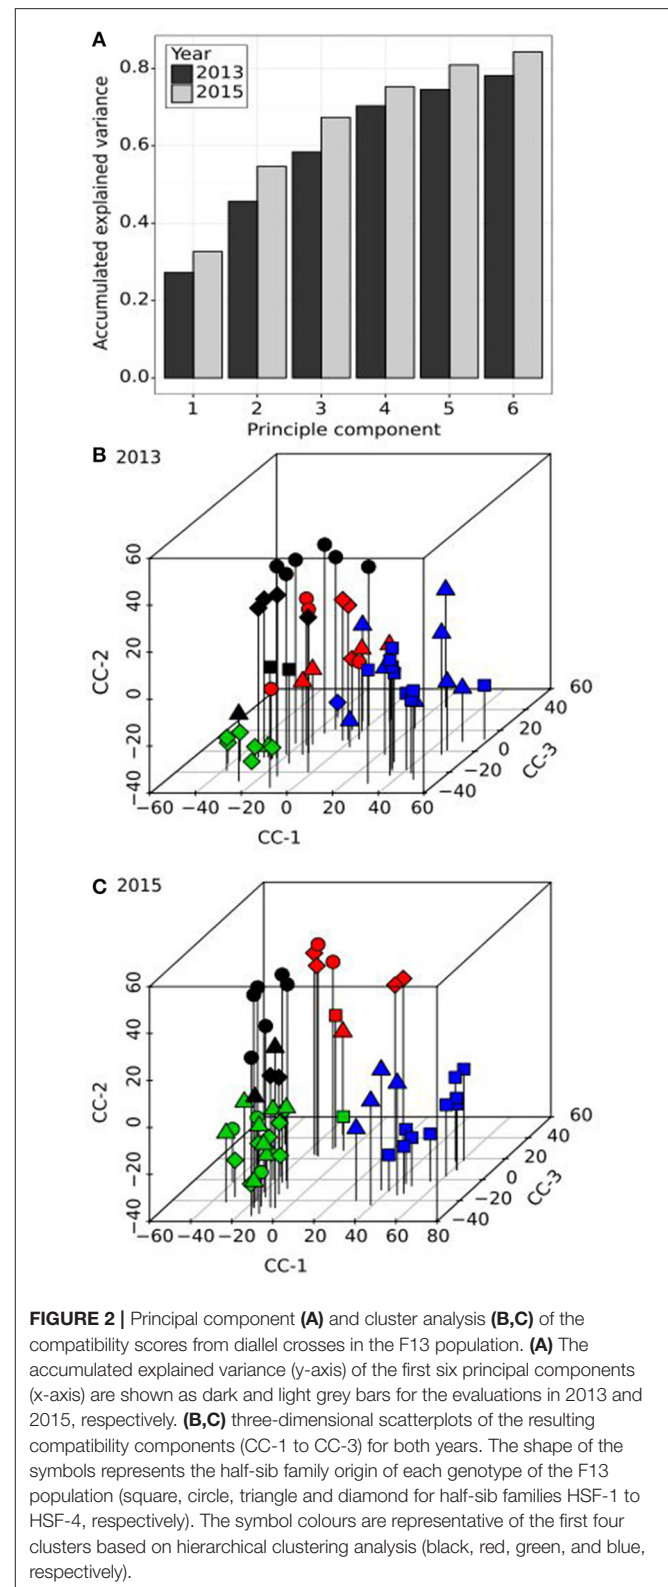 A
Year
2013
2015
Accumulated explained variance
0.8
0.6
0.4
0.2
0.0
1 2 3 4 5 6
Principle component
B 2013
60
40
20
0
−20
−40
CC-2
−60 −40 −20 0 20 40 60
CC-1
−40
−20
0
20
40
60
CC-3
C 2015
60
40
20
0
−20
−40
CC-2
−60 −40 −20 0 20 40 60 80
CC-1
−40
−20
0
20
40
60
CC-3
FIGURE 2 | Principal component (A) and cluster analysis (B,C) of the
compatibility scores from diallel crosses in the F13 population. (A) The
accumulated explained variance (y-axis) of the first six principal components
(x-axis) are shown as dark and light grey bars for the evaluations in 2013 and
2015, respectively. (B,C) three-dimensional scatterplots of the resulting
compatibility components (CC-1 to CC-3) for both years. The shape of the
symbols represents the half-sib family origin of each genotype of the F13
population (square, circle, triangle and diamond for half-sib families HSF-1 to
HSF-4, respectively). The symbol colours are representative of the first four
clusters based on hierarchical clustering analysis (black, red, green, and blue,
respectively).